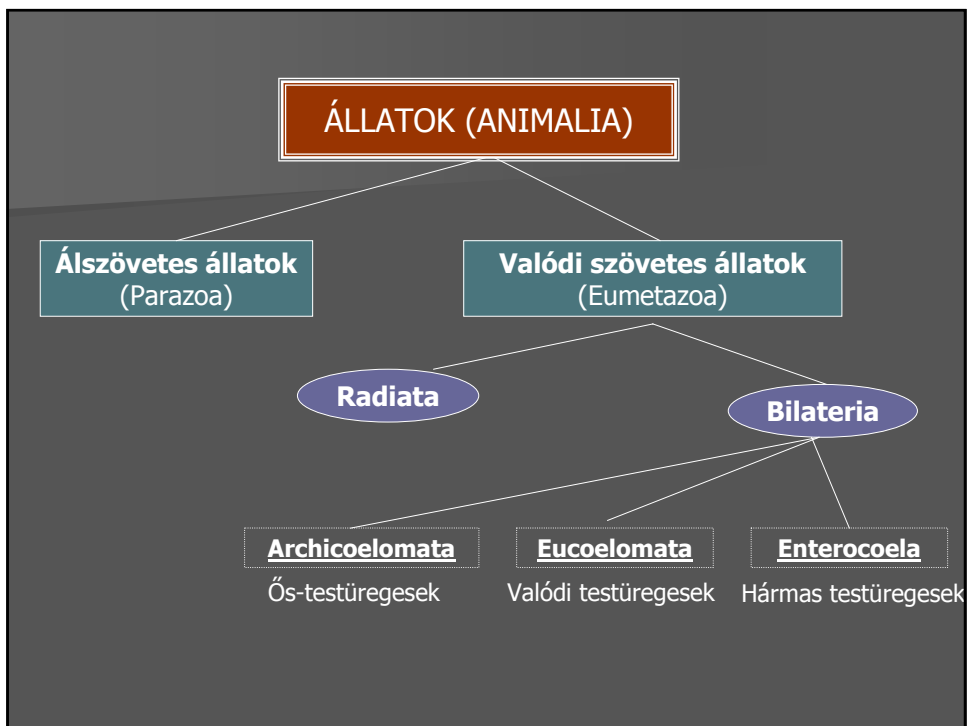 ÁLLATOK (ANIMALIA)
Álszövetes állatok
(Parazoa)
Valódi szövetes állatok
(Eumetazoa)
Radiata
Bilateria
Archicoelomata
Eucoelomata
Enterocoela
Ős-testüregesek
Valódi testüregesek
Hármas testüregesek